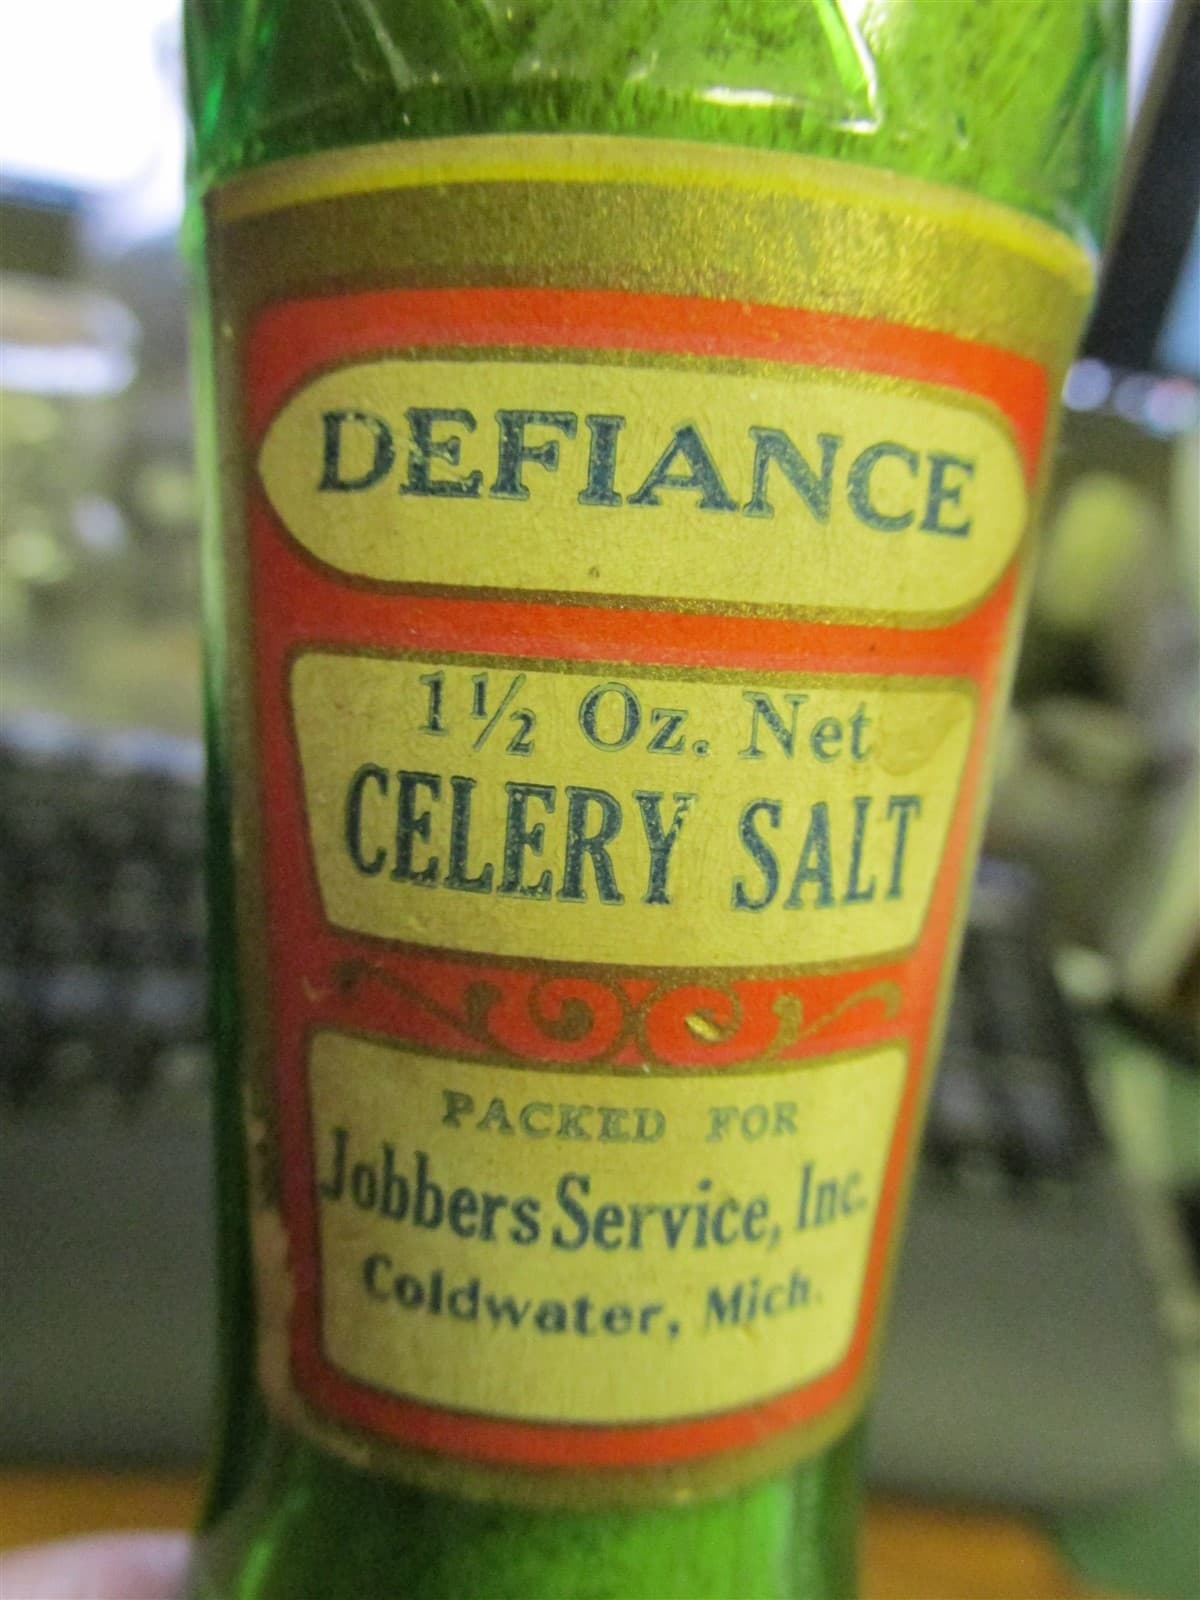 DEFIANCE
1½ Oz. Net
CELERY SALT
PACKED FOR
Jobbers Service, Inc.
Coldwater, Mich.